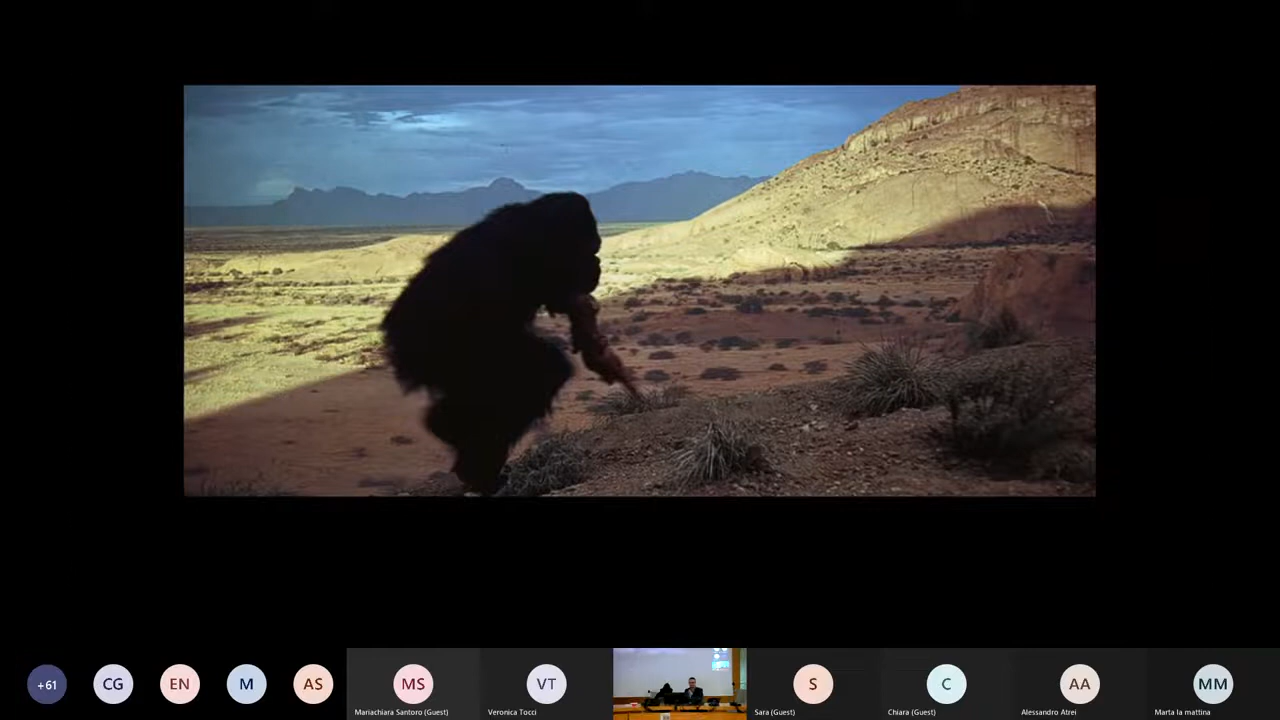 +61
CG
EN
M
AS
MS
Mariachiara Santoro (Guest)
VT
Veronica Tocci
S
Sara (Guest)
C
Chiara (Guest)
AA
Alessandro Atrei
MM
Marta la mattina